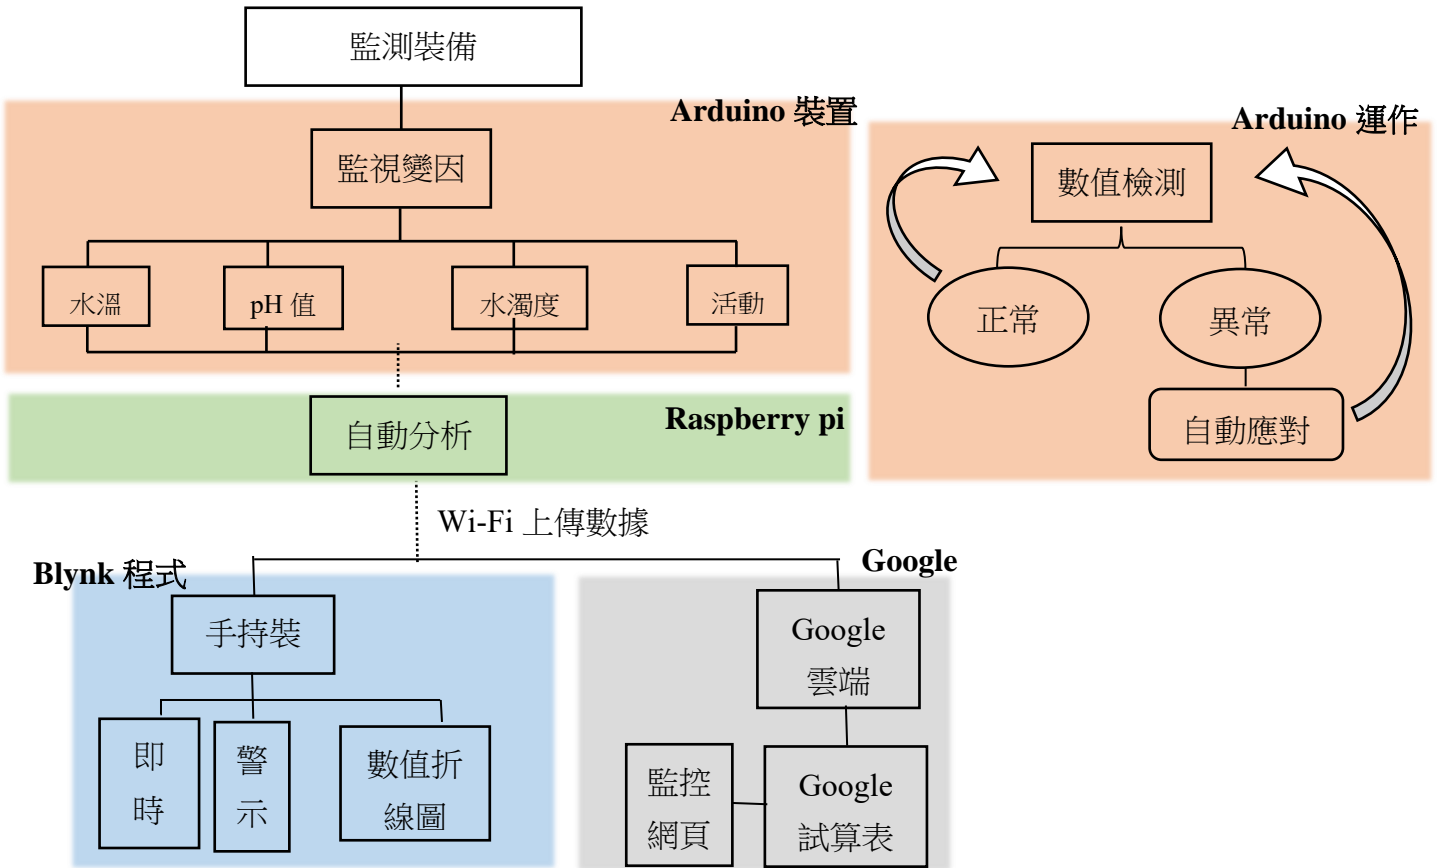 監測裝備
Arduino 裝置
監視變因
水溫
pH 值
水濁度
活動
Arduino 運作
數值檢測
正常
異常
自動應對
Raspberry pi
自動分析
Wi-Fi 上傳數據
Blynk 程式
手持裝
即
時
警
示
數值折
線圖
Google
Google
雲端
監控
網頁
Google
試算表